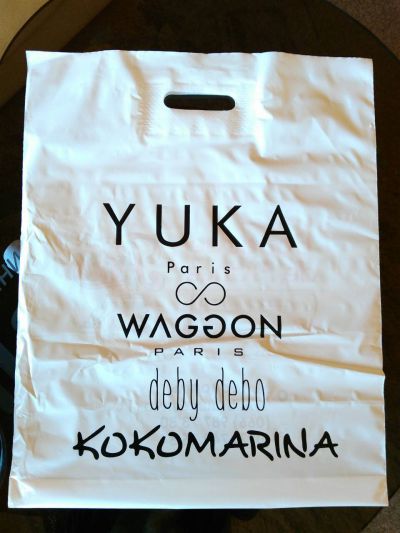 YUKA
Paris
WAGGON
PARIS
deby debo
KOKOMARINA